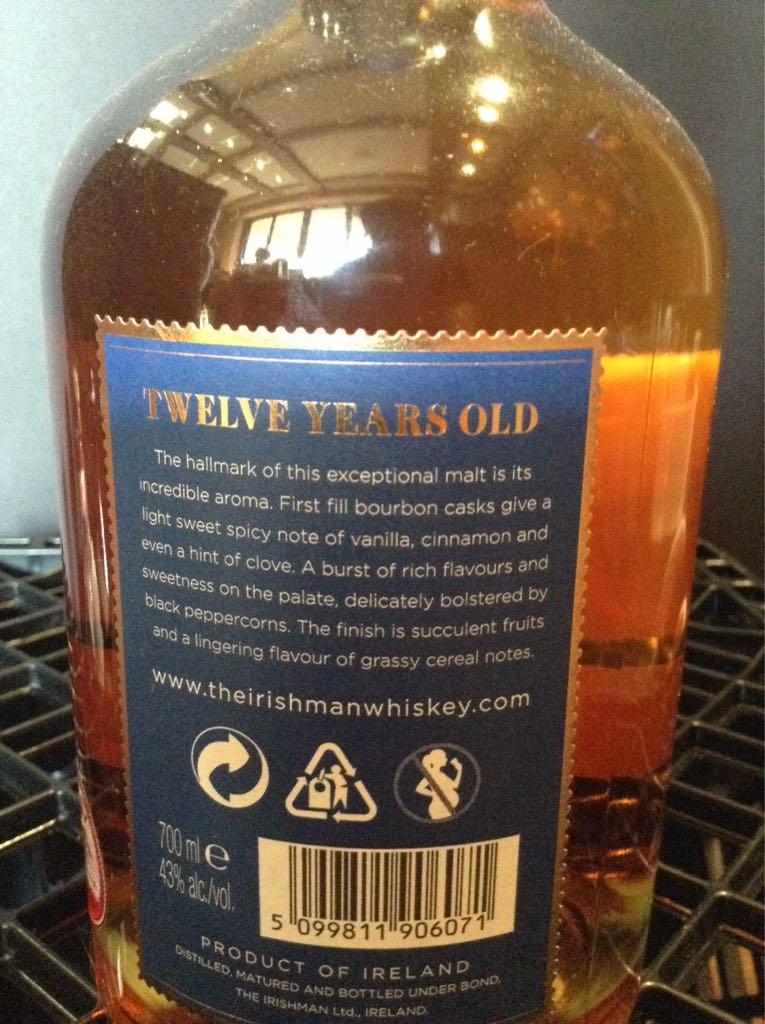 TWELVE YEARS OLD
The hallmark of this exceptional malt is its
incredible aroma. First fill bourbon casks give a
light sweet spicy note of vanilla, cinnamon and
even a hint of clove. A burst of rich flavours and
sweetness on the palate, delicately bolstered by
black peppercorns. The finish is succulent fruits
and a lingering flavour of grassy cereal notes.
www.theirishmanwhiskey.com
700 ml e
43% alc./vol.
5 099811 906071
PRODUCT OF IRELAND
DISTILLED, MATURED AND BOTTLED UNDER BOND,
THE IRISHMAN Ltd., IRELAND.